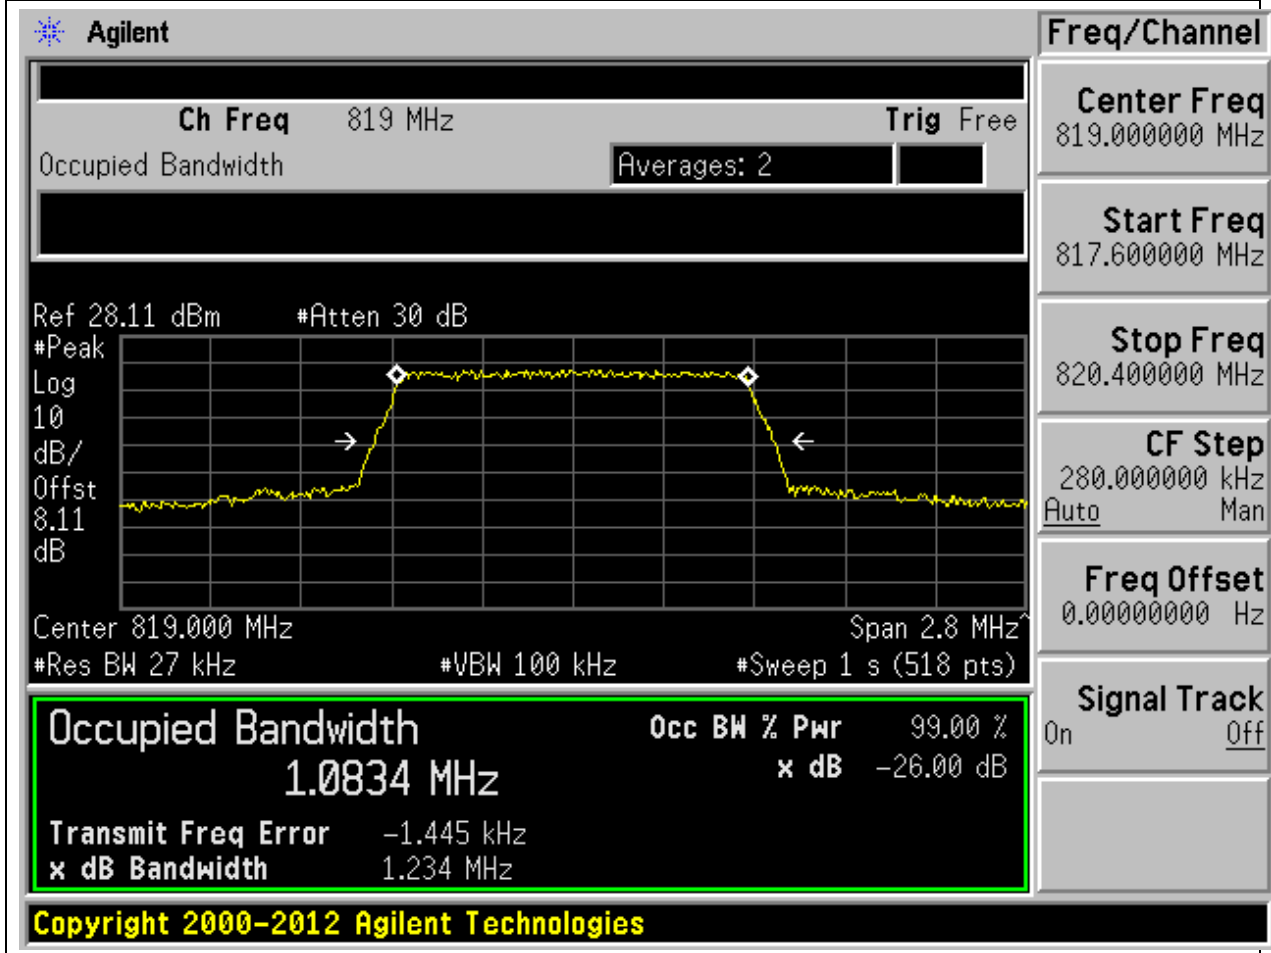 Agilent
Freq/Channel
Ch Freq 819 MHz Trig Free
Occupied Bandwidth Averages: 2
Center Freq
819.000000 MHz
Start Freq
817.600000 MHz
Stop Freq
820.400000 MHz
CF Step
280.000000 kHz
Auto Man
Freq Offset
0.00000000 Hz
Signal Track
On Off
Ref 28.11 dBm #Atten 30 dB
#Peak
Log
10
dB/
Offst
8.11
dB
Center 819.000 MHz Span 2.8 MHz^
#Res BW 27 kHz #VBW 100 kHz #Sweep 1 s (518 pts)
Occupied Bandwidth
1.0834 MHz
Occ BW % Pwr 99.00 %
x dB -26.00 dB
Transmit Freq Error -1.445 kHz
x dB Bandwidth 1.234 MHz
Copyright 2000-2012 Agilent Technologies